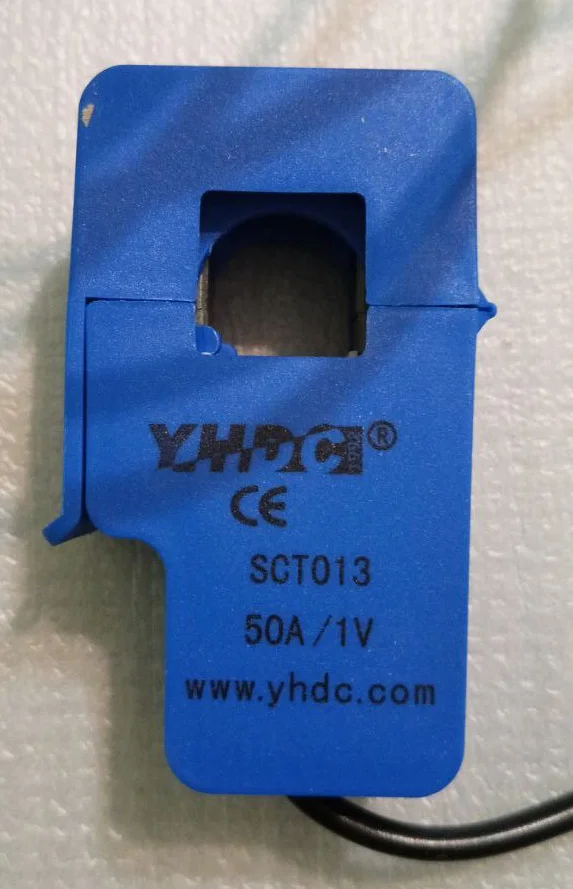 YHDC®
CE
SCT013
50A/1V
www.yhdc.com